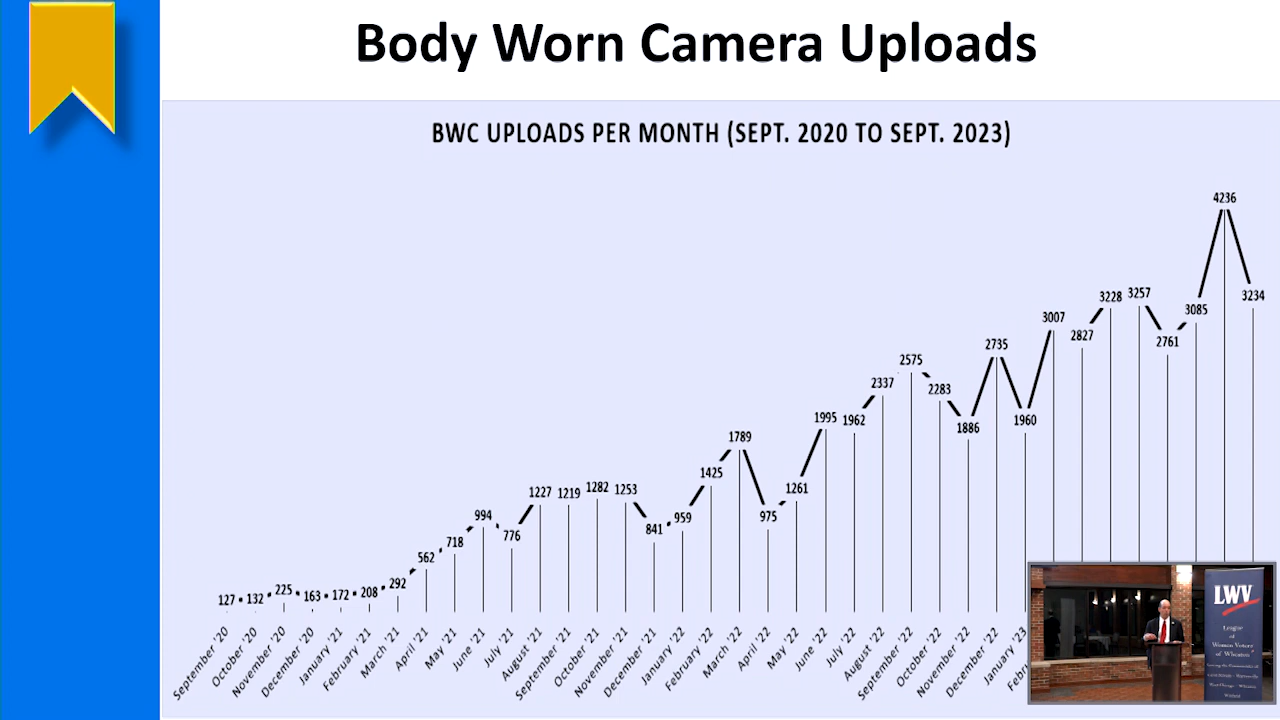 Body Worn Camera Uploads
BWC UPLOADS PER MONTH (SEPT. 2020 TO SEPT. 2023)
127
132
225
163
172
208
292
562
718
994
776
1227
1219
1282
1253
841
959
1425
1789
975
1261
1995
1962
2337
2575
2283
1886
2735
1960
3007
2827
3228
3257
2761
3085
4236
3234
September '20
October '20
November '20
December '20
January '21
February '21
March '21
April '21
May '21
June '21
July '21
August '21
September '21
October '21
November '21
December '21
January '22
February '22
March '22
April '22
May '22
June '22
July '22
August '22
September '22
October '22
November '22
December '22
January '23
LWV
League
of
Women Voters
of Wheaton